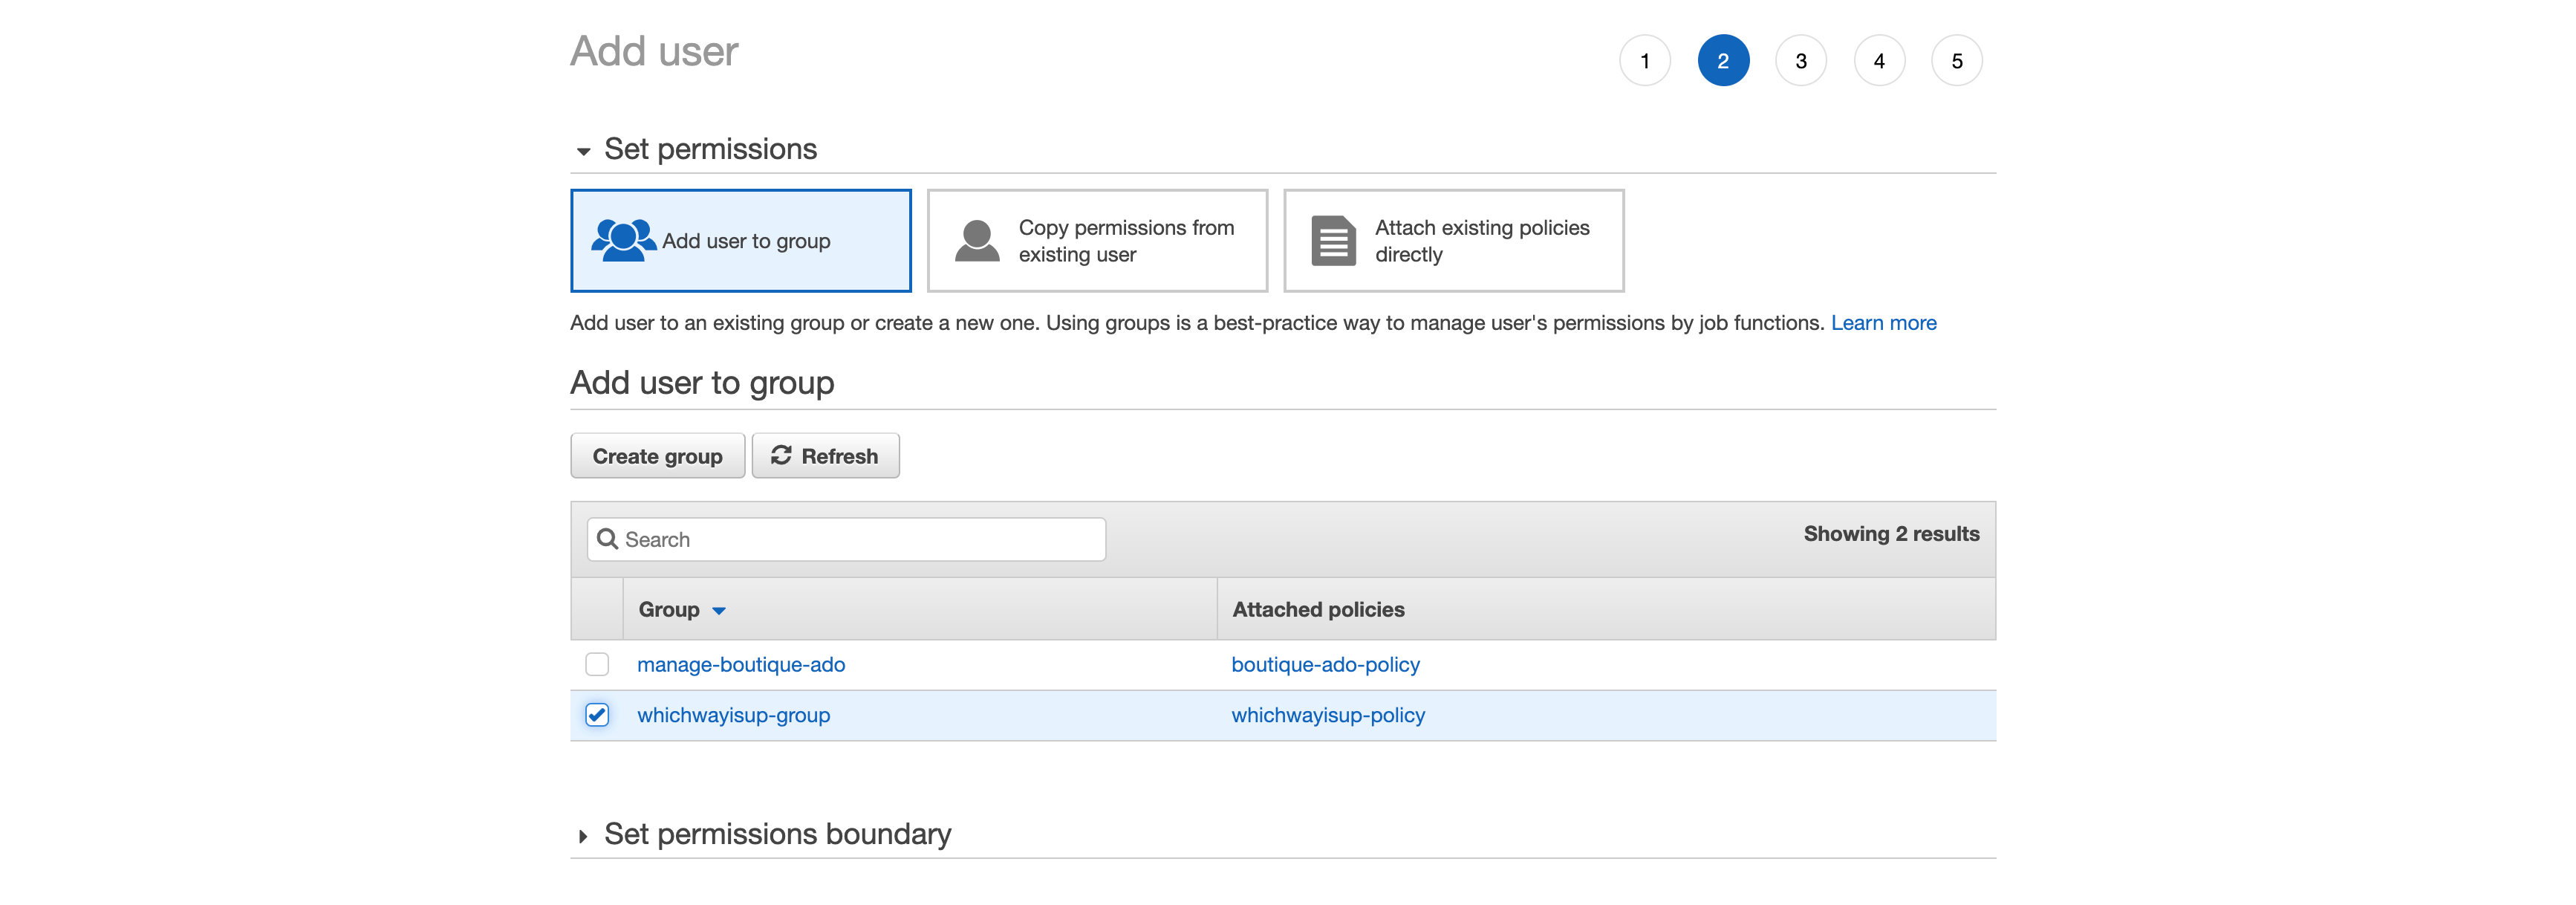 Add user
1 2 3 4 5
Set permissions
Add user to group
Copy permissions from
existing user
Attach existing policies
directly
Add user to an existing group or create a new one. Using groups is a best-practice way to manage user's permissions by job functions. Learn more
Add user to group
Create group Refresh
Search Showing 2 results
Group Attached policies
manage-boutique-ado boutique-ado-policy
whichwayisup-group whichwayisup-policy
Set permissions boundary